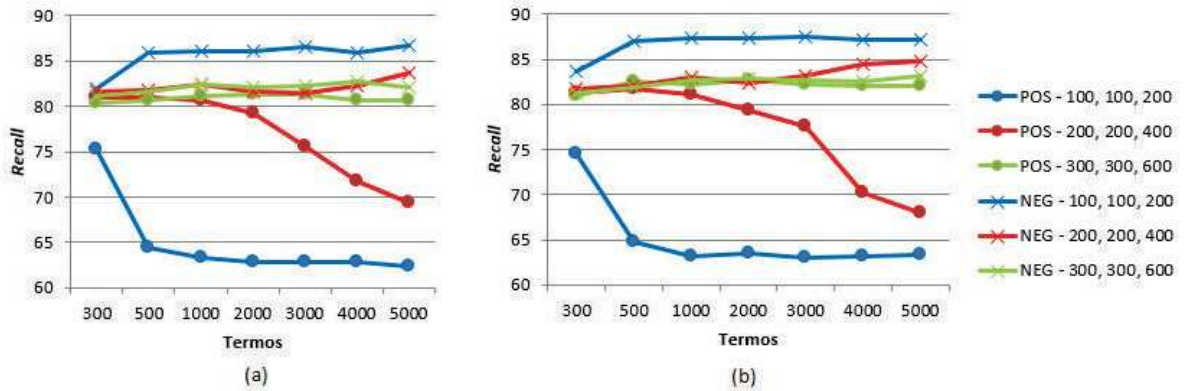 90
85
80
75
70
65
60
Recall
300 500 1000 2000 3000 4000 5000
Termos
(a)
90
85
80
75
70
65
60
Recall
300 500 1000 2000 3000 4000 5000
Termos
(b)
POS - 100, 100, 200
POS - 200, 200, 400
POS - 300, 300, 600
NEG - 100, 100, 200
NEG - 200, 200, 400
NEG - 300, 300, 600